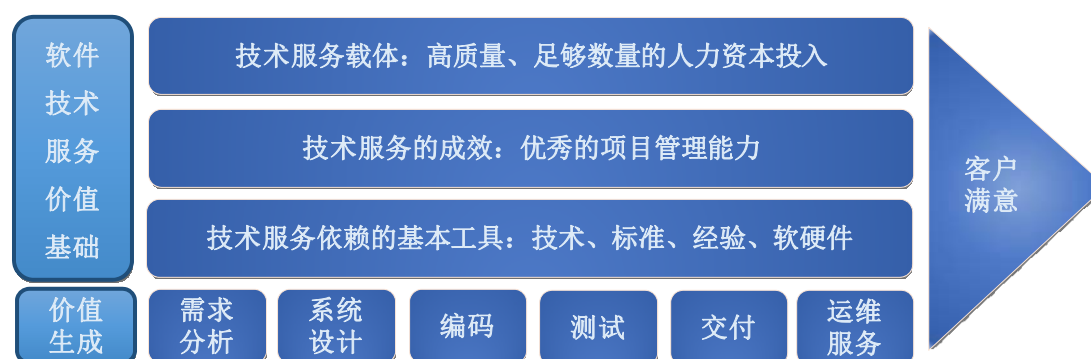 软件
技术
服务
价值
基础
技术服务载体：高质量、足够数量的人力资本投入
技术服务的成效：优秀的项目管理能力
技术服务依赖的基本工具：技术、标准、经验、软硬件
价值
生成
需求
分析
系统
设计
编码
测试
交付
运维
服务
客户
满意